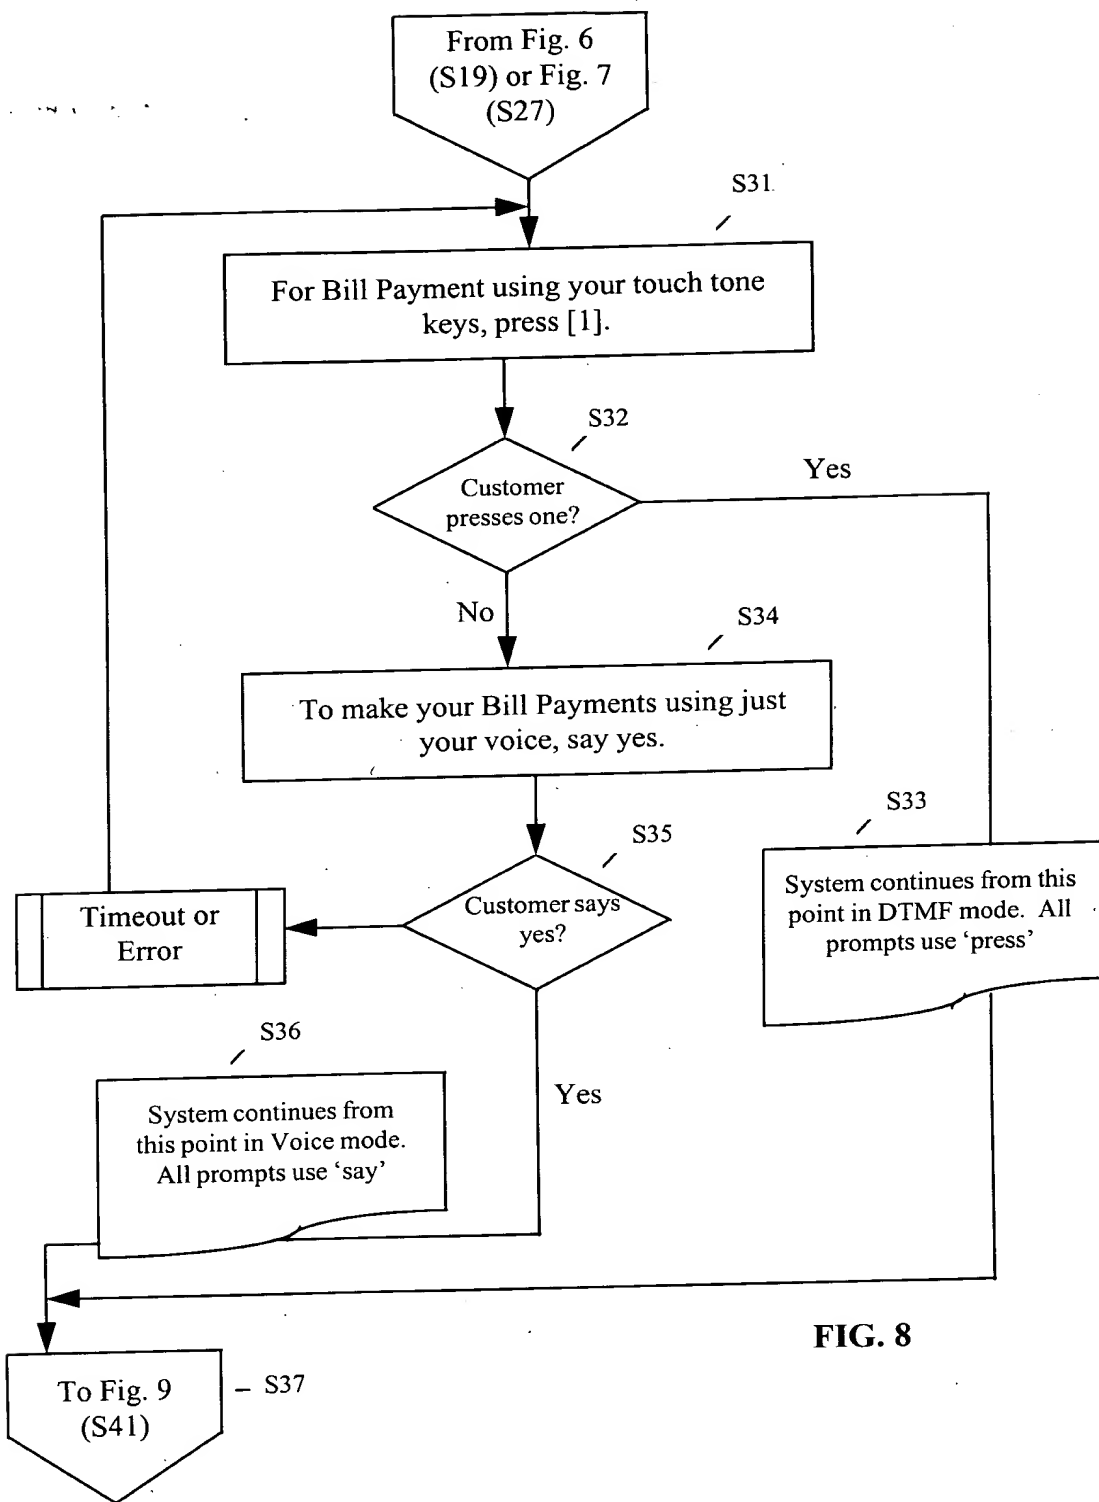 From Fig. 6
(S19) or Fig. 7
(S27)
S31
For Bill Payment using your touch tone
keys, press [1].
S32
Customer
presses one?
Yes
No
S34
To make your Bill Payments using just
your voice, say yes.
S33
S35
System continues from this
point in DTMF mode. All
prompts use ‘press’
Customer says
yes?
Timeout or
Error
S36
Yes
System continues from
this point in Voice mode.
All prompts use ‘say’
FIG. 8
To Fig. 9
(S41)
S37